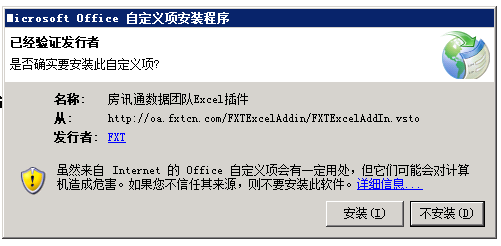 Microsoft Office 自定义项安装程序
已经验证发行者
是否确实要安装此自定义项?
名称: 房讯通数据团队Excel插件
从: http://oa.fxtcn.com/FXTExcelAddin/FXTExcelAddIn.vsto
发行者: FXT
虽然来自 Internet 的 Office 自定义项会有一定用处，但它们可能会对计算
机造成危害。如果您不信任其来源，则不要安装此软件。详细信息...
安装(I)
不安装(D)